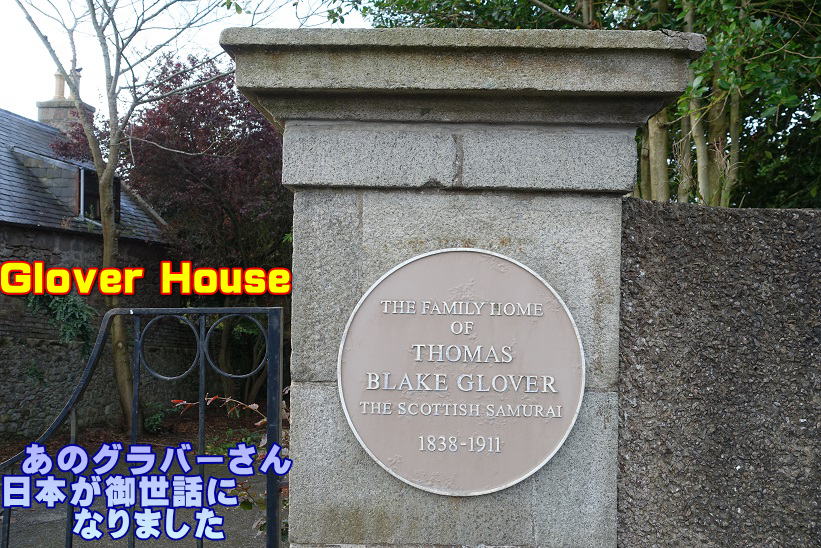 THE FAMILY HOME
OF
THOMAS
BLAKE GLOVER
THE SCOTTISH SAMURAI
1838-1911
Glover House
あのグラバーさん
日本が御世話に
なりました